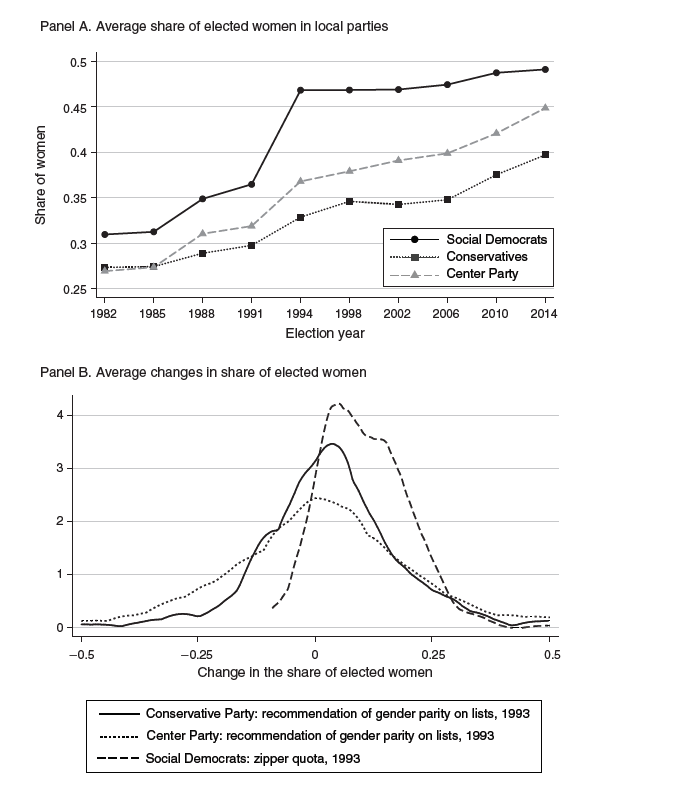 Panel A. Average share of elected women in local parties
0.5
0.45
0.4
0.35
0.3
0.25
Share of women
Social Democrats
Conservatives
Center Party
1982 1985 1988 1991 1994 1998 2002 2006 2010 2014
Election year
Panel B. Average changes in share of elected women
4
3
2
1
0
−0.5 −0.25 0 0.25 0.5
Change in the share of elected women
Conservative Party: recommendation of gender parity on lists, 1993
Center Party: recommendation of gender parity on lists, 1993
Social Democrats: zipper quota, 1993